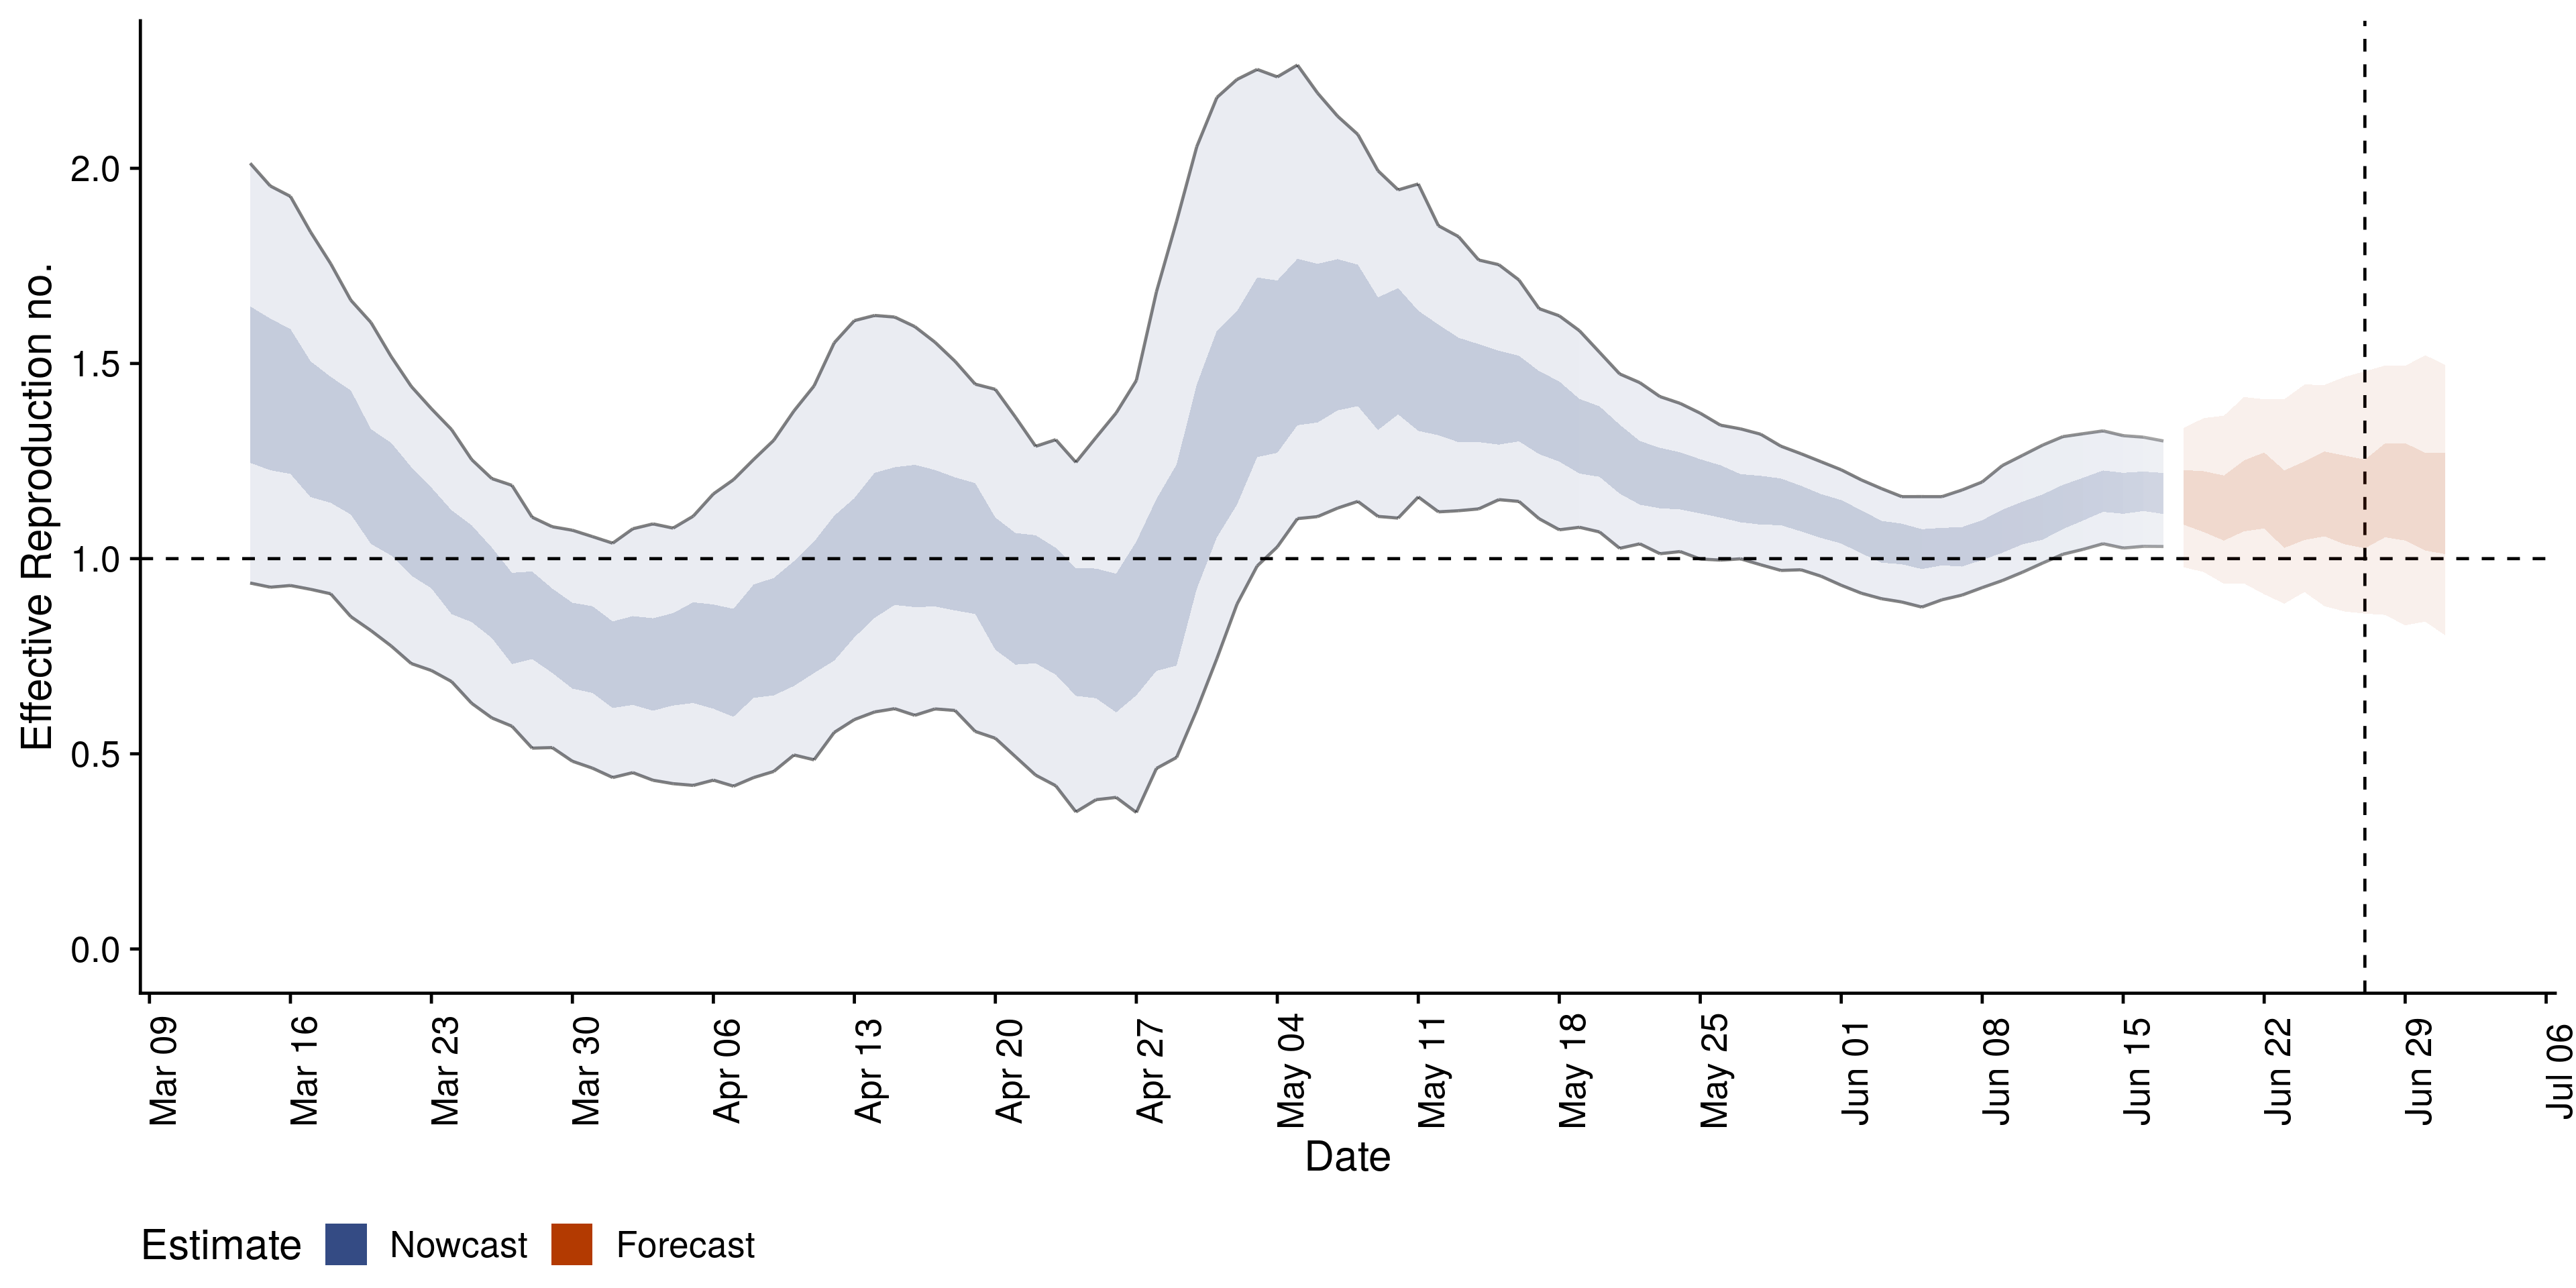 Effective Reproduction no.
2.0
1.5
1.0
0.5
0.0
Mar 09
Mar 16
Mar 23
Mar 30
Apr 06
Apr 13
Apr 20
Apr 27
May 04
May 11
May 18
May 25
Jun 01
Jun 08
Jun 15
Jun 22
Jun 29
Jul 06
Date
Estimate Nowcast Forecast